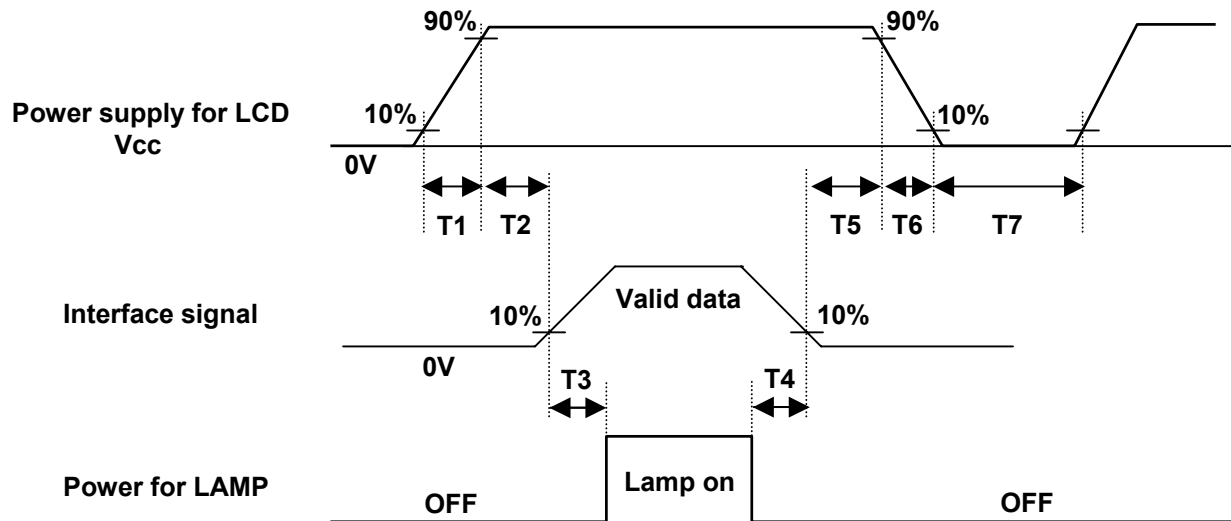 90%
90%
10%
10%
Power supply for LCD
Vcc
0V
T1
T2
T5
T6
T7
Valid data
Interface signal
10%
10%
0V
T3
T4
Lamp on
Power for LAMP
OFF
OFF